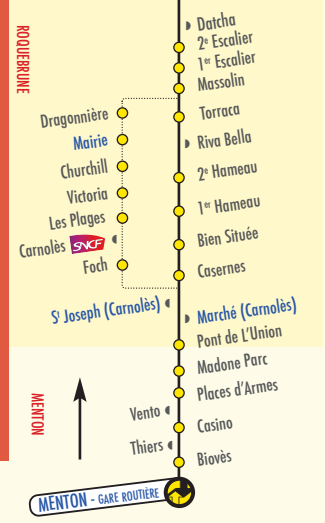 ROQUEBRUNE
Datcha
2e Escalier
1er Escalier
Massolin
Dragonnière
Torraca
Mairie
Riva Bella
Churchill
2e Hameau
Victoria
1er Hameau
Les Plages
Carnolès SNCF
Bien Située
Foch
Casernes
St Joseph (Carnolès)
Marché (Carnolès)
Pont de L'Union
Madone Parc
MENTON
Places d'Armes
Vento
Casino
Thiers
Biovès
MENTON - GARE ROUTIÈRE